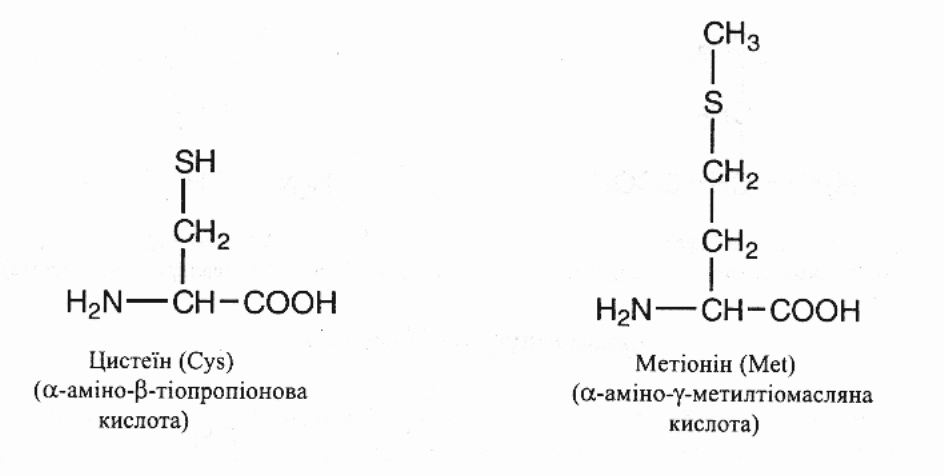 SH
CH₂
H₂N—CH–COOH
Цистеїн (Cys)
(α-аміно-β-тіопропіонова
кислота)
CH₃
S
CH₂
CH₂
H₂N—CH–COOH
Метіонін (Met)
(α-аміно-γ-метилтіомасляна
кислота)